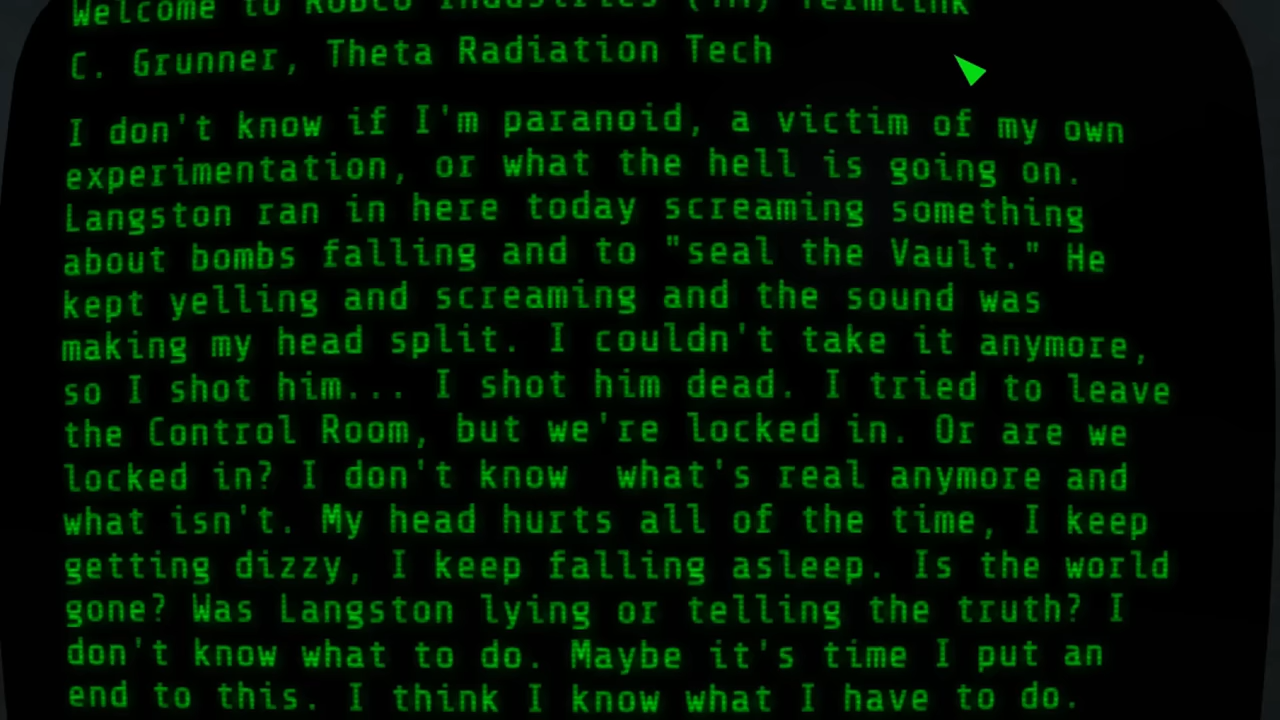 Welcome to RobCo Industries (TM) Termlink
C. Grunner, Theta Radiation Tech
I don't know if I'm paranoid, a victim of my own
experimentation, or what the hell is going on.
Langston ran in here today screaming something
about bombs falling and to "seal the Vault." He
kept yelling and screaming and the sound was
making my head split. I couldn't take it anymore,
so I shot him... I shot him dead. I tried to leave
the Control Room, but we're locked in. Or are we
locked in? I don't know  what's real anymore and
what isn't. My head hurts all of the time, I keep
getting dizzy, I keep falling asleep. Is the world
gone? Was Langston lying or telling the truth? I
don't know what to do. Maybe it's time I put an
end to this. I think I know what I have to do.